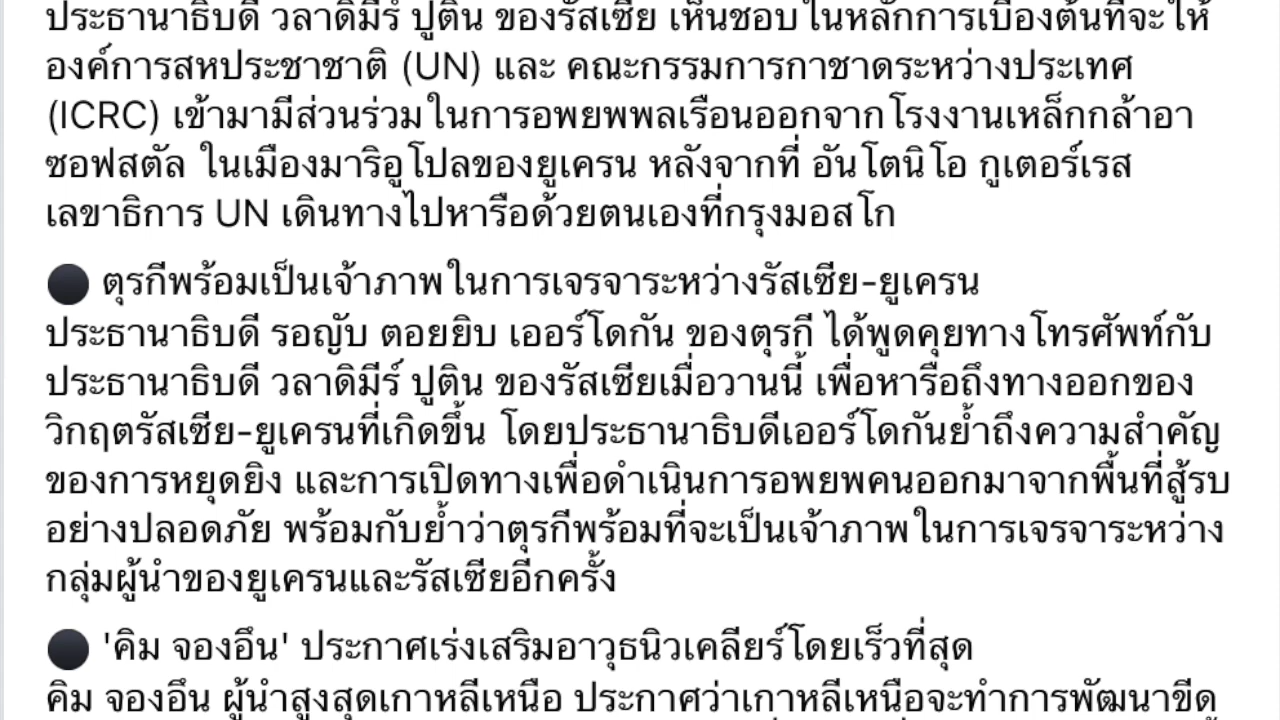 ประธานาธิบดี วลาดิมีร์ ปูติน ของรัสเซีย เห็นชอบในหลักการเบื้องต้นที่จะให้
องค์การสหประชาชาติ (UN) และ คณะกรรมการกาชาดระหว่างประเทศ
(ICRC) เข้ามามีส่วนร่วมในการอพยพพลเรือนออกจากโรงงานเหล็กกล้าอา
ซอฟสตัล ในเมืองมาริอูโปลของยูเครน หลังจากที่ อันโตนิโอ กูเตอร์เรส
เลขาธิการ UN เดินทางไปหารือด้วยตนเองที่กรุงมอสโก
● ตุรกีพร้อมเป็นเจ้าภาพในการเจรจาระหว่างรัสเซีย-ยูเครน
ประธานาธิบดี รอญับ ตอยยิบ เออร์โดกัน ของตุรกี ได้พูดคุยทางโทรศัพท์กับ
ประธานาธิบดี วลาดิมีร์ ปูติน ของรัสเซียเมื่อวานนี้ เพื่อหารือถึงทางออกของ
วิกฤตรัสเซีย-ยูเครนที่เกิดขึ้น โดยประธานาธิบดีเออร์โดกันย้ำถึงความสำคัญ
ของการหยุดยิง และการเปิดทางเพื่อดำเนินการอพยพคนออกมาจากพื้นที่สู้รบ
อย่างปลอดภัย พร้อมกับย้ำว่าตุรกีพร้อมที่จะเป็นเจ้าภาพในการเจรจาระหว่าง
กลุ่มผู้นำของยูเครนและรัสเซียอีกครั้ง
● 'คิม จองอึน' ประกาศเร่งเสริมอาวุธนิวเคลียร์โดยเร็วที่สุด
คิม จองอึน ผู้นำสูงสุดเกาหลีเหนือ ประกาศว่าเกาหลีเหนือจะทำการพัฒนาขีด